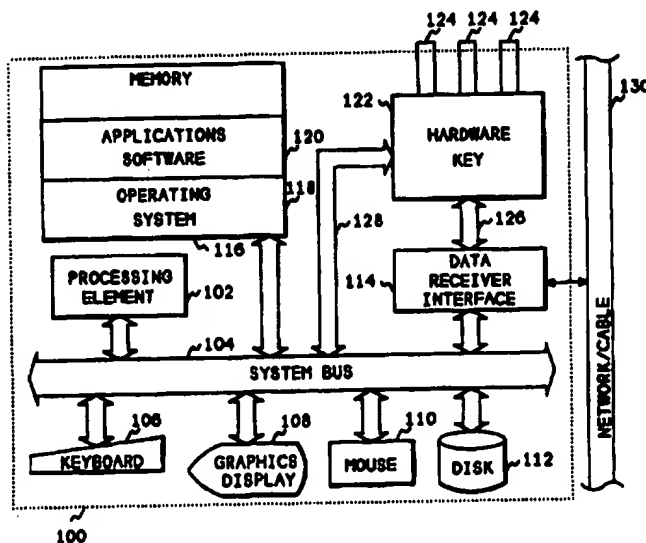 124 124 124
130
MEMORY
122
HARDWARE
KEY
APPLICATIONS
SOFTWARE
120
118
OPERATING
SYSTEM
116
128
126
PROCESSING
ELEMENT
102
114
DATA
RECEIVER
INTERFACE
104
SYSTEM BUS
NETWORK/CABLE
106
KEYBOARD
108
GRAPHICS
DISPLAY
110
MOUSE
DISK
112
100